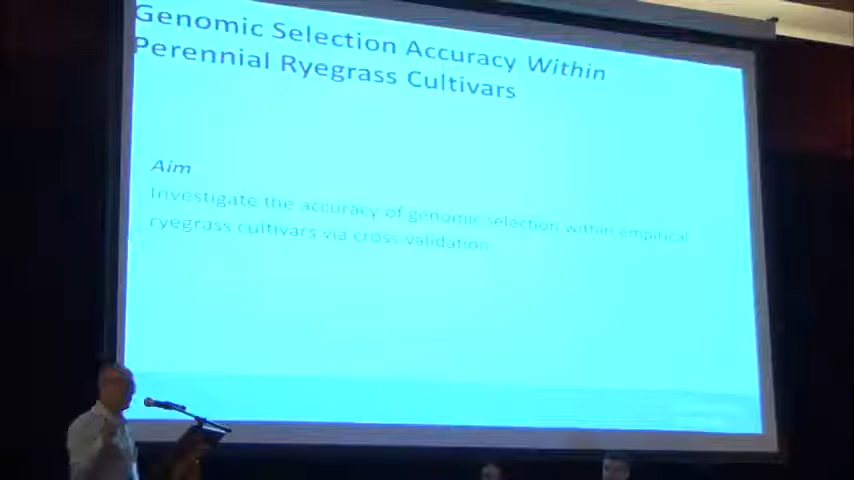 Genomic Selection Accuracy Within
Perennial Ryegrass Cultivars
Aim
Investigate the accuracy of genomic selection within empirical
ryegrass cultivars via cross validation